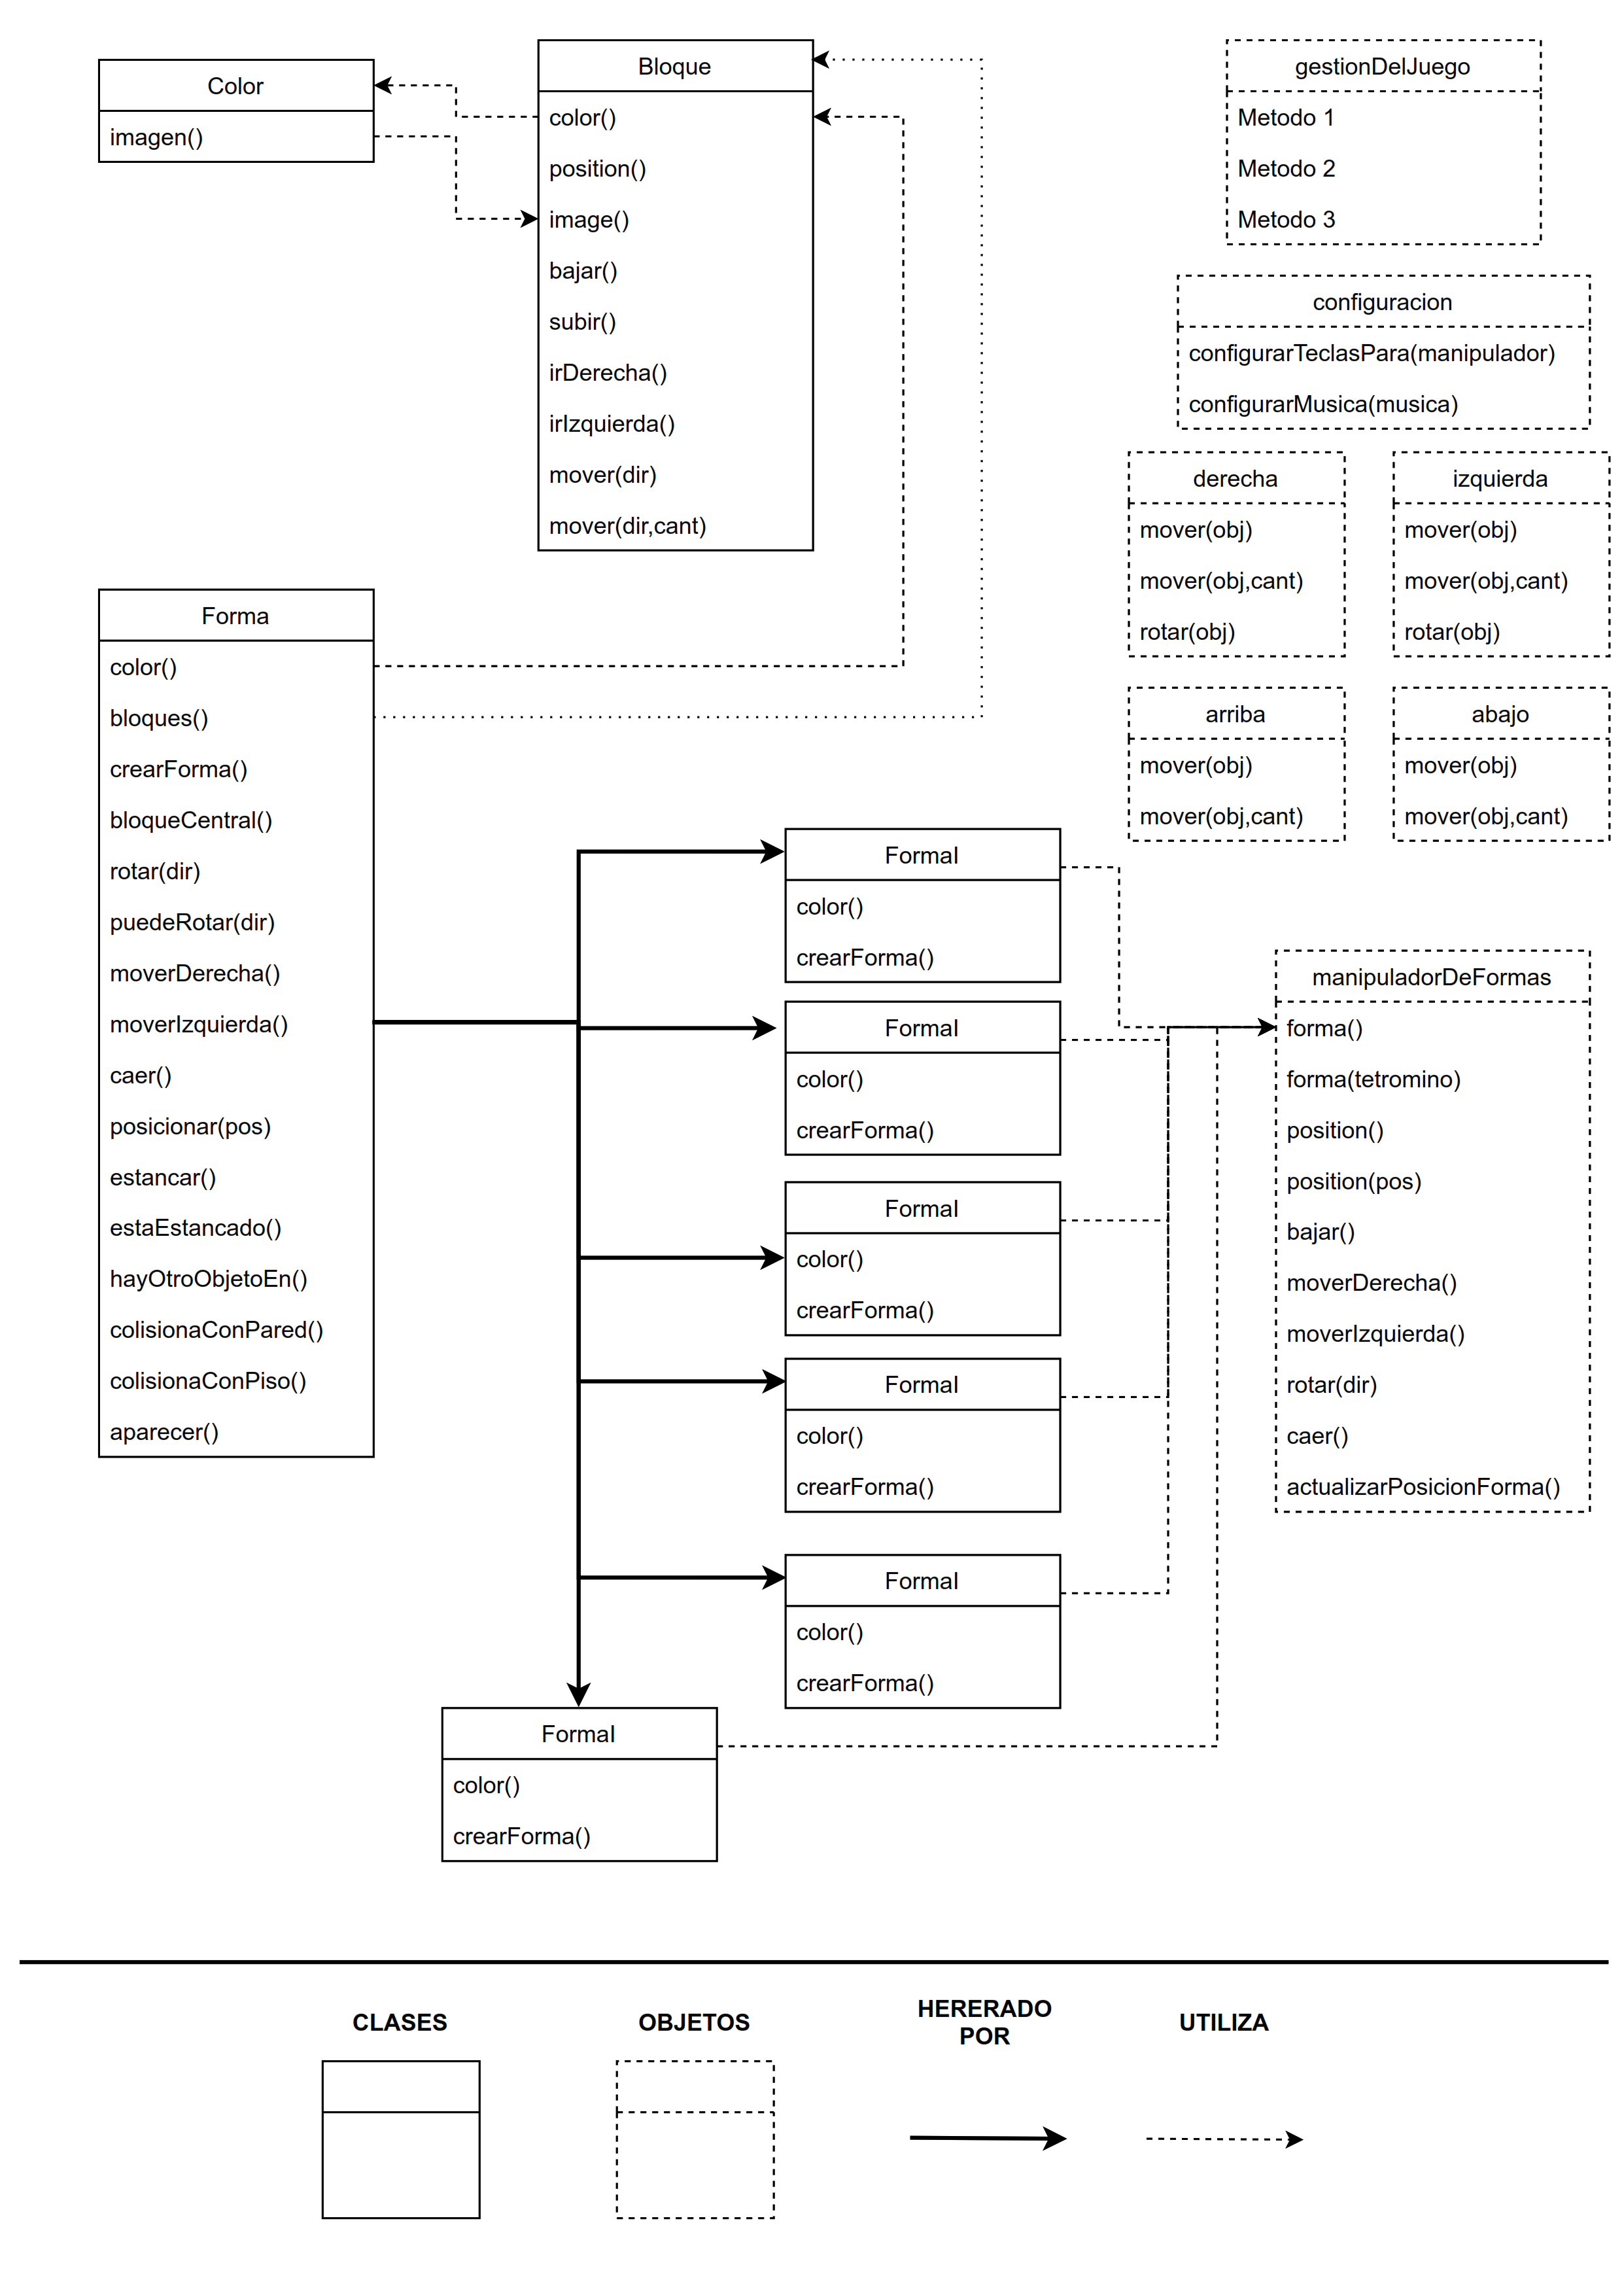 Color
imagen()
Bloque
color()
position()
image()
bajar()
subir()
irDerecha()
irIzquierda()
mover(dir)
mover(dir,cant)
gestionDelJuego
Metodo 1
Metodo 2
Metodo 3
configuracion
configurarTeclasPara(manipulador)
configurarMusica(musica)
derecha
mover(obj)
mover(obj,cant)
rotar(obj)
izquierda
mover(obj)
mover(obj,cant)
rotar(obj)
arriba
mover(obj)
mover(obj,cant)
abajo
mover(obj)
mover(obj,cant)
Forma
color()
bloques()
crearForma()
bloqueCentral()
rotar(dir)
puedeRotar(dir)
moverDerecha()
moverIzquierda()
caer()
posicionar(pos)
estancar()
estaEstancado()
hayOtroObjetoEn()
colisionaConPared()
colisionaConPiso()
aparecer()
FormaI
color()
crearForma()
FormaI
color()
crearForma()
FormaI
color()
crearForma()
FormaI
color()
crearForma()
FormaI
color()
crearForma()
FormaI
color()
crearForma()
manipuladorDeFormas
forma()
forma(tetromino)
position()
position(pos)
bajar()
moverDerecha()
moverIzquierda()
rotar(dir)
caer()
actualizarPosicionForma()
CLASES
OBJETOS
HERERADO
POR
UTILIZA